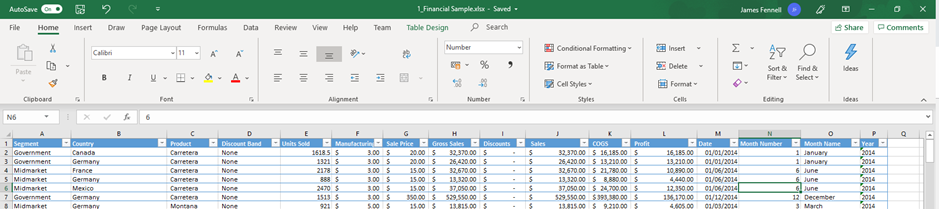 AutoSave On 1_Financial Sample.xlsx - Saved James Fennell JF
File Home Insert Draw Page Layout Formulas Data Review View Help Team Table Design Search Share Comments
Paste Calibri 11 A A Number Conditional Formatting Insert Σ Sort & Filter Find & Select Ideas
B I U A % Format as Table Delete
Cell Styles Format
Clipboard Font Alignment Number Styles Cells Editing Ideas
N6 fx 6
A B C D E F G H I J K L M N O P Q
1 Segment Country Product Discount Band Units Sold Manufacturing Sale Price Gross Sales Discounts Sales COGS Profit Date Month Number Month Name Year
2 Government Canada Carretera None 1618.5 $ 3.00 $ 20.00 $ 32,370.00 $ - $ 32,370.00 $ 16,185.00 $ 16,185.00 01/01/2014 1 January 2014
3 Government Germany Carretera None 1321 $ 3.00 $ 20.00 $ 26,420.00 $ - $ 26,420.00 $ 13,210.00 $ 13,210.00 01/01/2014 1 January 2014
4 Midmarket France Carretera None 2178 $ 3.00 $ 15.00 $ 32,670.00 $ - $ 32,670.00 $ 21,780.00 $ 10,890.00 01/06/2014 6 June 2014
5 Midmarket Germany Carretera None 888 $ 3.00 $ 15.00 $ 13,320.00 $ - $ 13,320.00 $ 8,880.00 $ 4,440.00 01/06/2014 6 June 2014
6 Midmarket Mexico Carretera None 2470 $ 3.00 $ 15.00 $ 37,050.00 $ - $ 37,050.00 $ 24,700.00 $ 12,350.00 01/06/2014 6 June 2014
7 Government Germany Carretera None 1513 $ 3.00 $ 350.00 $ 529,550.00 $ - $ 529,550.00 $ 393,380.00 $ 136,170.00 01/12/2014 12 December 2014
8 Midmarket Germany Montana None 921 $ 5.00 $ 15.00 $ 13,815.00 $ - $ 13,815.00 $ 9,210.00 $ 4,605.00 01/03/2014 3 March 2014